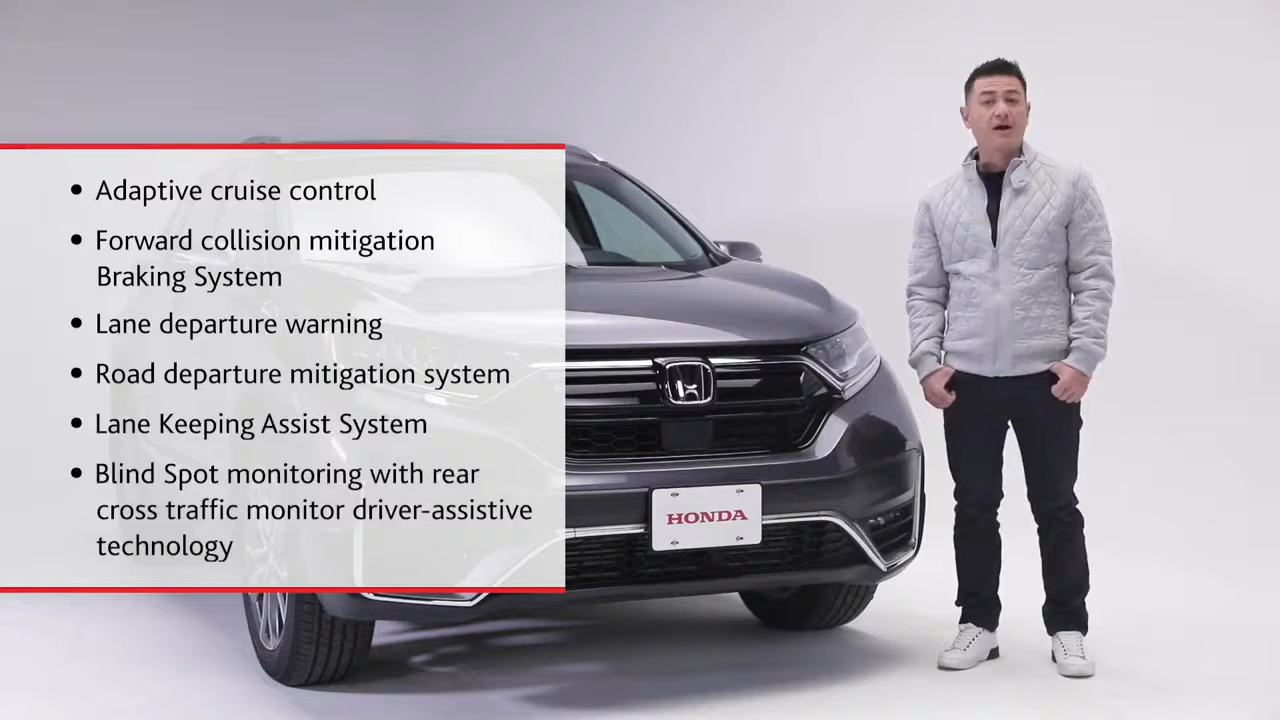 • Adaptive cruise control
• Forward collision mitigation
Braking System
• Lane departure warning
• Road departure mitigation system
• Lane Keeping Assist System
• Blind Spot monitoring with rear
cross traffic monitor driver-assistive
technology
HONDA